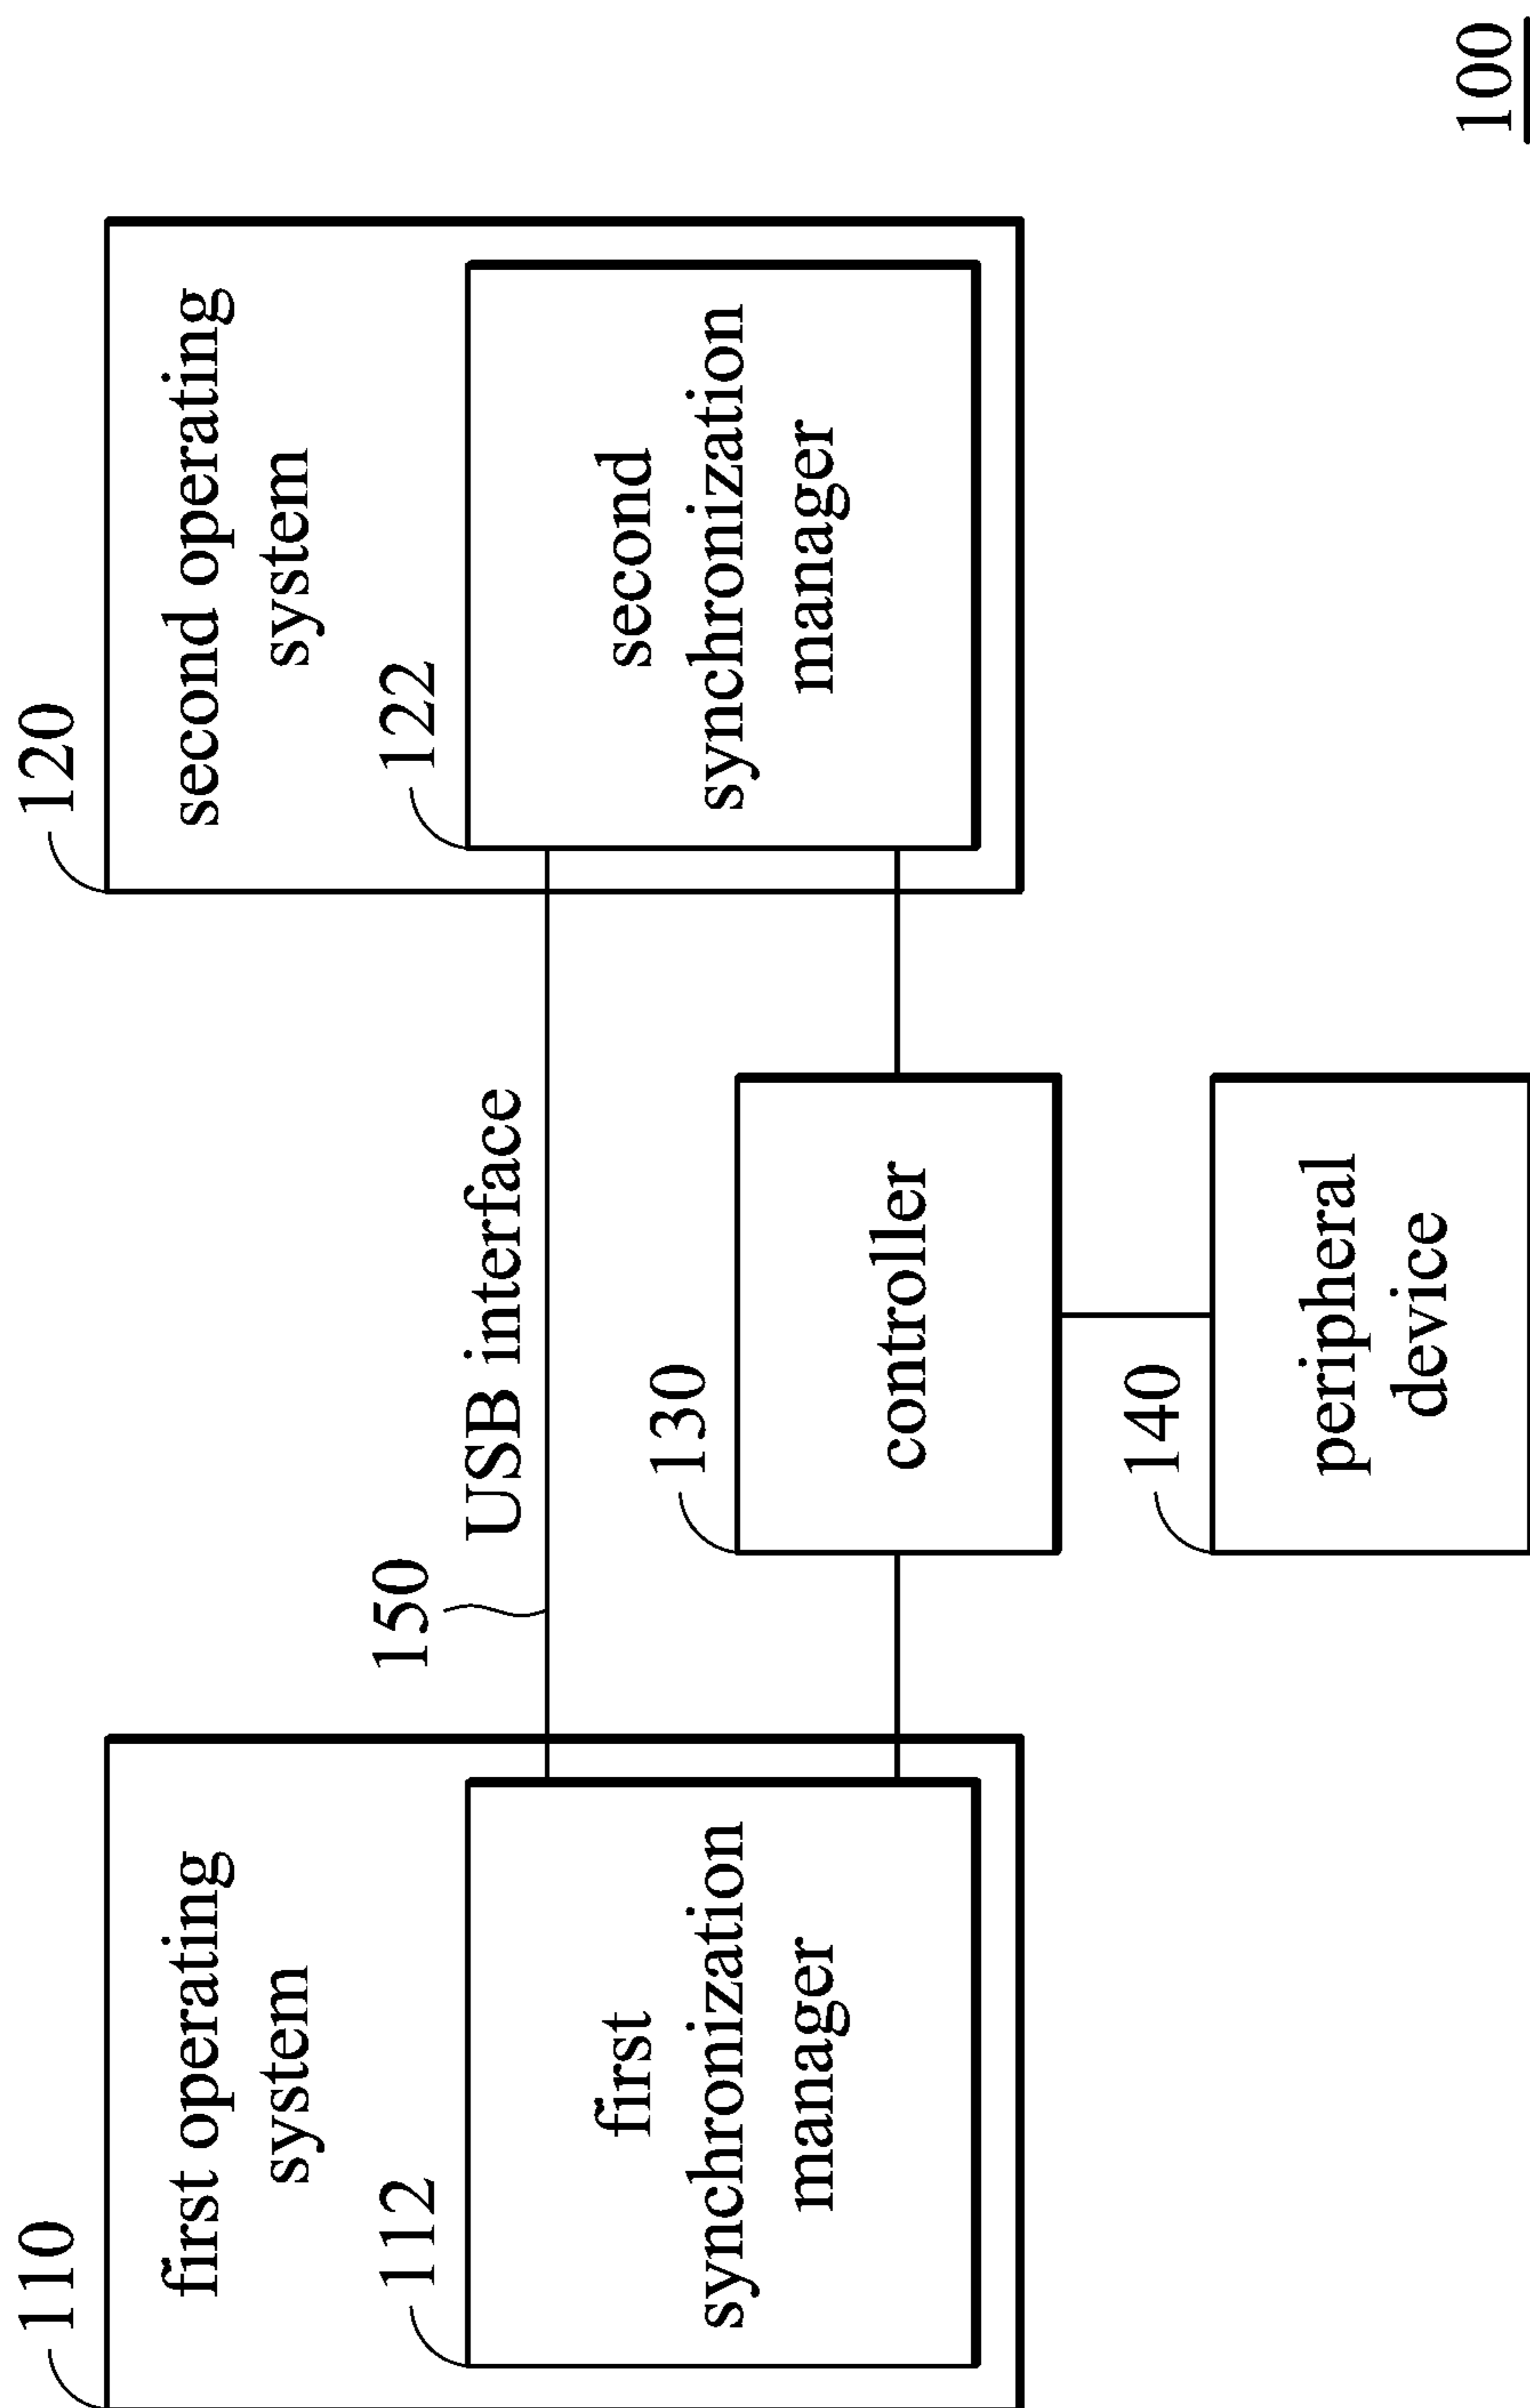 110
first operating
system
112
first
synchronization
manager
150
USB interface
130
controller
140
peripheral
device
120
second operating
system
122
second
synchronization
manager
100